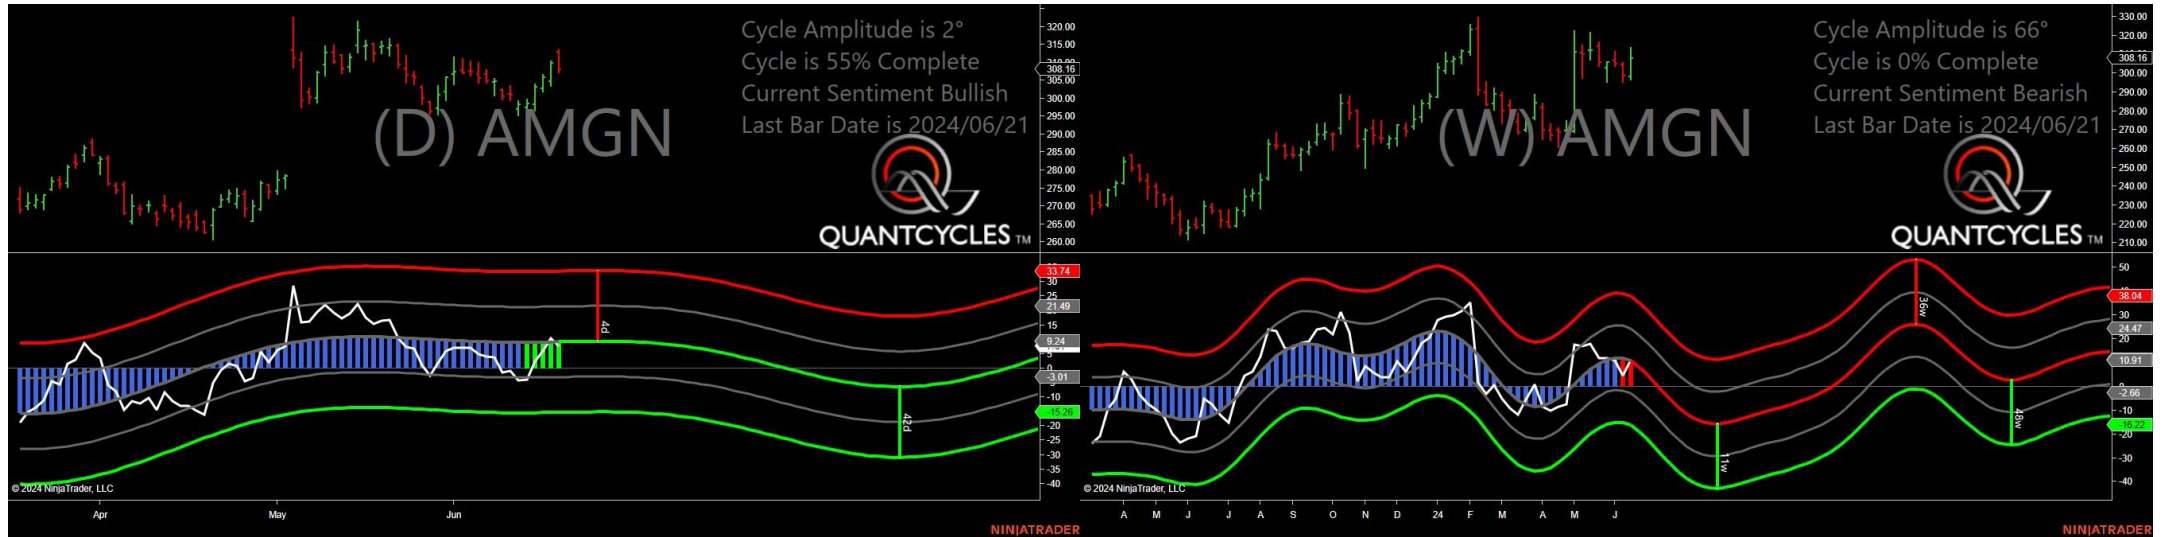 Cycle Amplitude is 2°
Cycle is 55% Complete
Current Sentiment Bullish
Last Bar Date is 2024/06/21
(D) AMGN
QUANTCYCLES TM
320.00
315.00
308.16
305.00
300.00
295.00
290.00
285.00
280.00
275.00
270.00
265.00
260.00
33.74
30
25
21.49
15
9.24
5
0
-3.01
-5
-10
-15.26
-20
-25
-30
-35
-40
4d
42d
© 2024 NinjaTrader, LLC
Apr May Jun
NINJATRADER
Cycle Amplitude is 66°
Cycle is 0% Complete
Current Sentiment Bearish
Last Bar Date is 2024/06/21
(W) AMGN
QUANTCYCLES TM
330.00
320.00
308.16
300.00
290.00
280.00
270.00
260.00
250.00
240.00
230.00
220.00
210.00
50
38.04
30
24.47
20
10.91
0
-2.66
-10
-16.22
-20
-30
-40
36w
48w
11w
© 2024 NinjaTrader, LLC
A M J J A S O N D 24 F M A M J
NINJATRADER